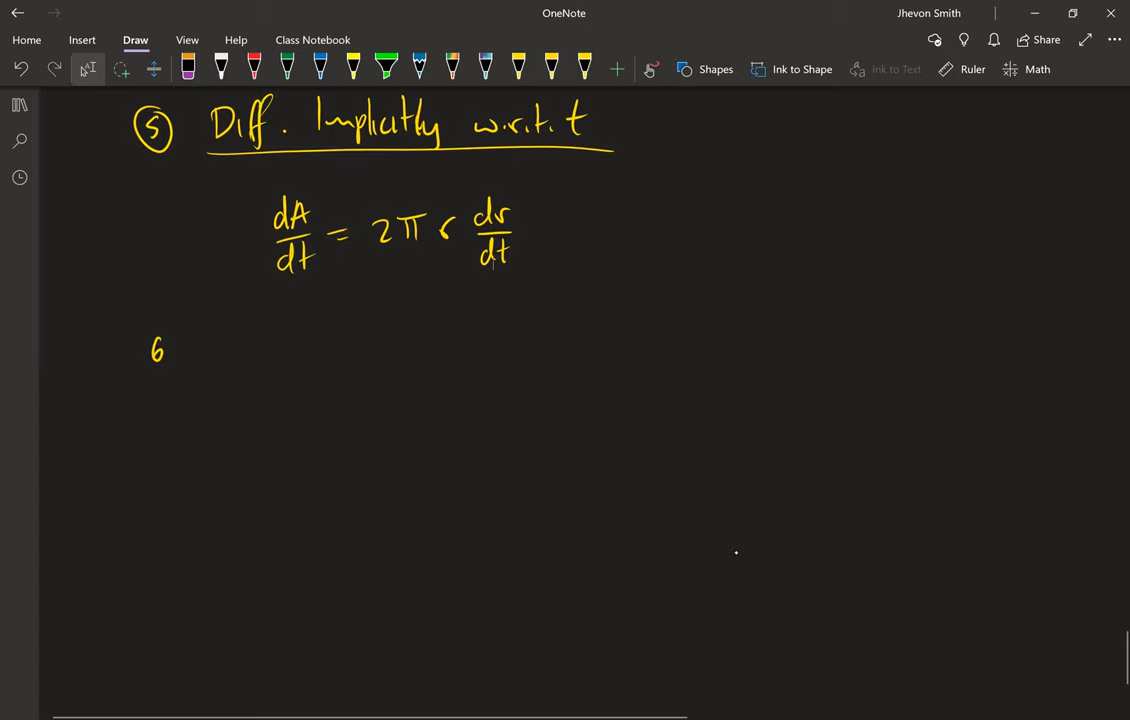 OneNote
Jhevon Smith
Home Insert Draw View Help Class Notebook
Share
Shapes Ink to Shape Ink to Text Ruler Math
5 Diff. Implicitly w.r.t. t
dA/dt = 2π r dr/dt
6